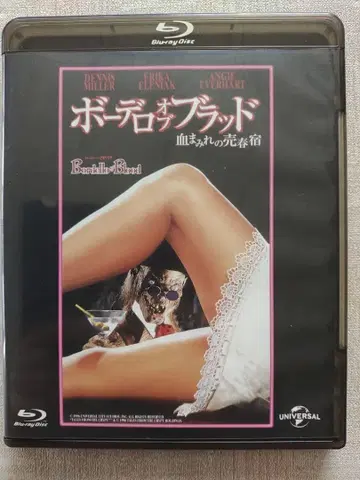 Blu-ray Disc
DENNIS MILLER
ERIKA ELENIAK
ANGIE EVERHART
ボーデロ オブ ブラッド
血まみれの売春宿
Bordello of Blood
Blu-ray Disc
UNIVERSAL